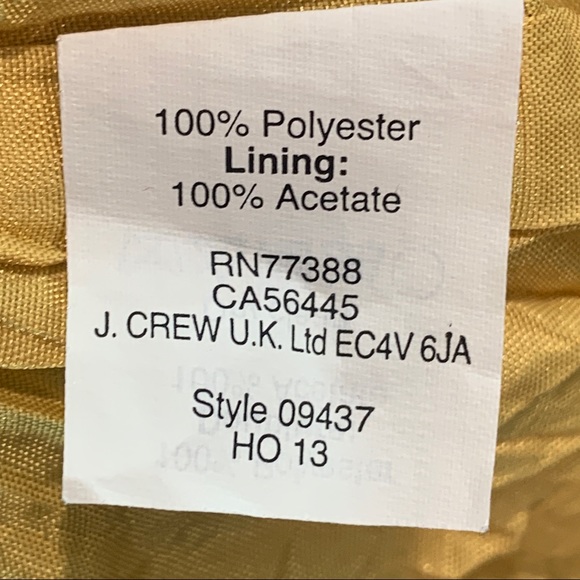 100% Polyester
Lining:
100% Acetate
RN77388
CA56445
J. CREW U.K. Ltd EC4V 6JA
Style 09437
HO 13